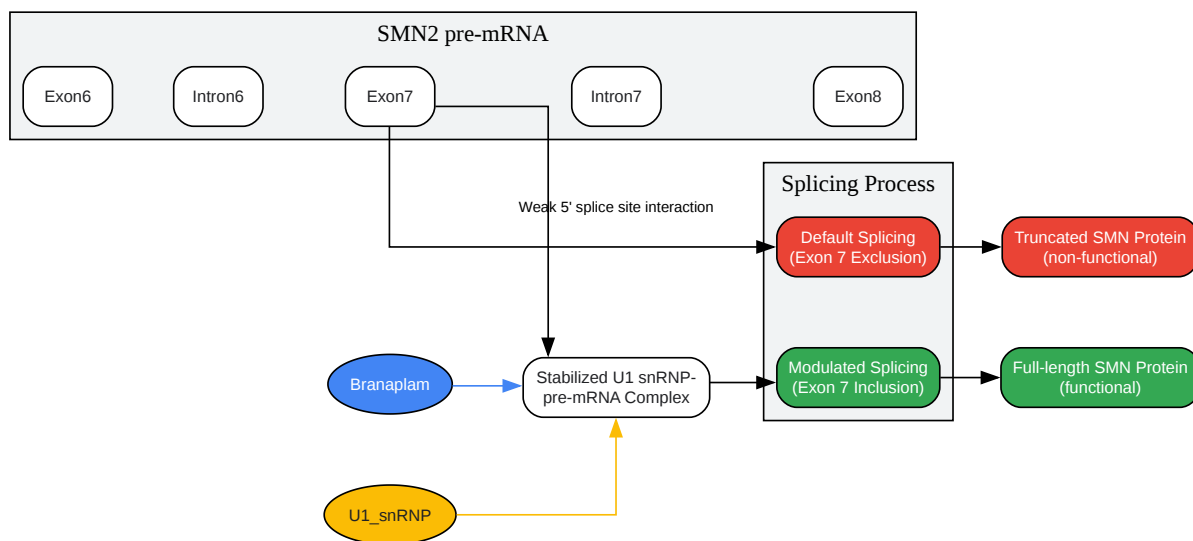 SMN2 pre-mRNA
Exon6
Intron6
Exon7
Intron7
Exon8
Weak 5' splice site interaction
Splicing Process
Default Splicing
(Exon 7 Exclusion)
Truncated SMN Protein
(non-functional)
Branaplam
Stabilized U1 snRNP-
pre-mRNA Complex
Modulated Splicing
(Exon 7 Inclusion)
Full-length SMN Protein
(functional)
U1_snRNP